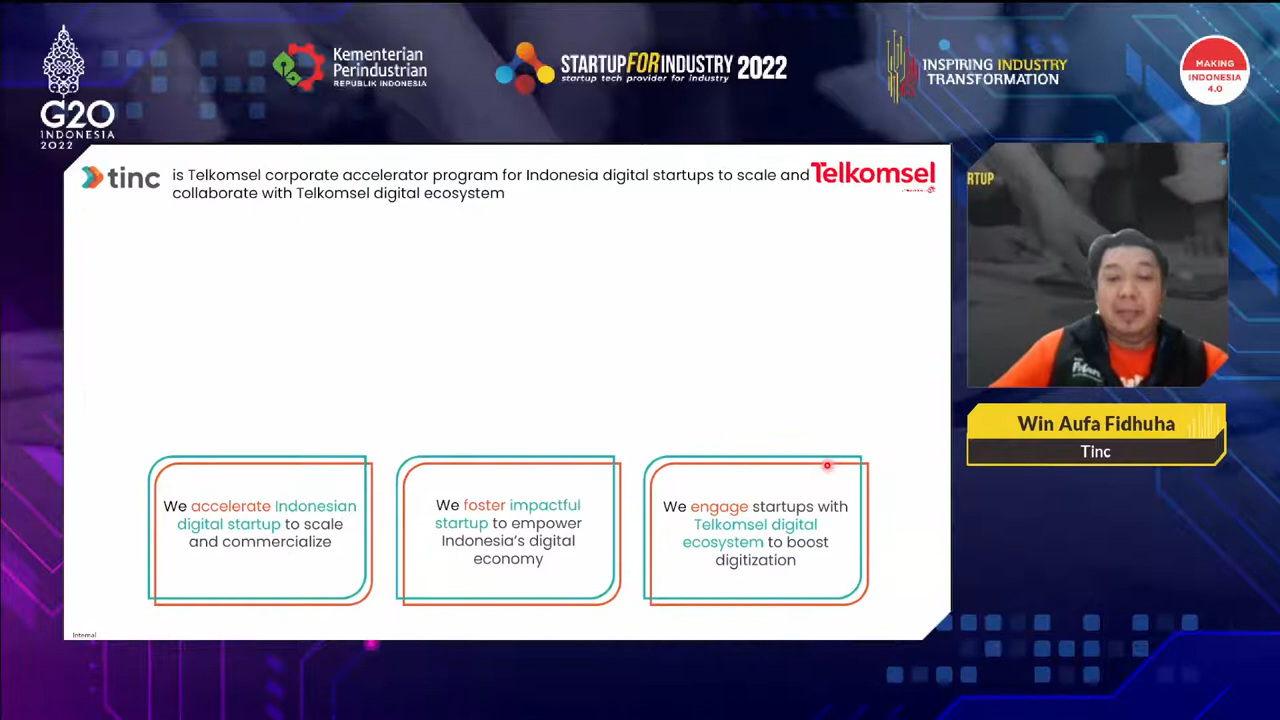 G20
INDONESIA
2022
Kementerian
Perindustrian
REPUBLIK INDONESIA
STARTUPFORINDUSTRY 2022
startup tech provider for industry
INSPIRING INDUSTRY
TRANSFORMATION
MAKING
INDONESIA
4.0
tinc
is Telkomsel corporate accelerator program for Indonesia digital startups to scale and
collaborate with Telkomsel digital ecosystem
Telkomsel
RTUP
Win Aufa Fidhuha
Tinc
We accelerate Indonesian
digital startup to scale
and commercialize
We foster impactful
startup to empower
Indonesia's digital
economy
We engage startups with
Telkomsel digital
ecosystem to boost
digitization
Internal